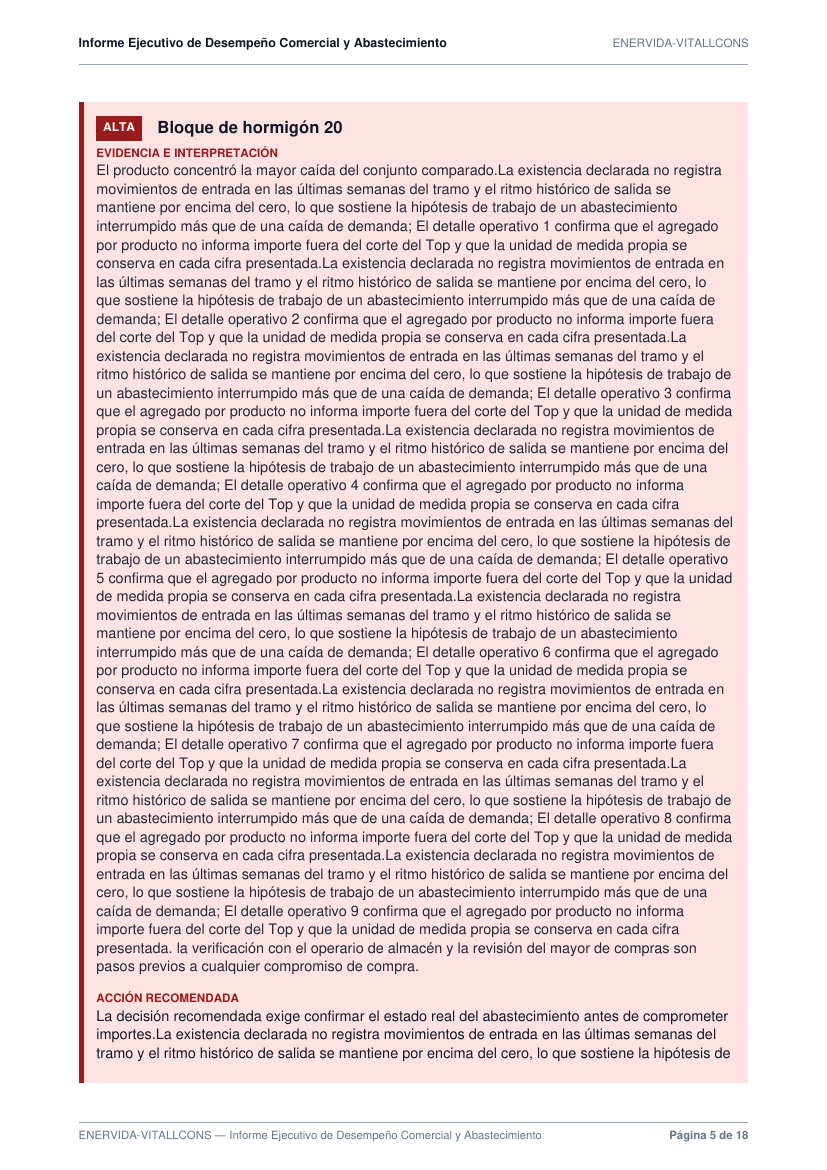 Informe Ejecutivo de Desempeño Comercial y Abastecimiento
ENERVIDA-VITALLCONS
ALTA
Bloque de hormigón 20
EVIDENCIA E INTERPRETACIÓN
El producto concentró la mayor caída del conjunto comparado.La existencia declarada no registra
movimientos de entrada en las últimas semanas del tramo y el ritmo histórico de salida se
mantiene por encima del cero, lo que sostiene la hipótesis de trabajo de un abastecimiento
interrumpido más que de una caída de demanda; El detalle operativo 1 confirma que el agregado
por producto no informa importe fuera del corte del Top y que la unidad de medida propia se
conserva en cada cifra presentada.La existencia declarada no registra movimientos de entrada en
las últimas semanas del tramo y el ritmo histórico de salida se mantiene por encima del cero, lo
que sostiene la hipótesis de trabajo de un abastecimiento interrumpido más que de una caída de
demanda; El detalle operativo 2 confirma que el agregado por producto no informa importe fuera
del corte del Top y que la unidad de medida propia se conserva en cada cifra presentada.La
existencia declarada no registra movimientos de entrada en las últimas semanas del tramo y el
ritmo histórico de salida se mantiene por encima del cero, lo que sostiene la hipótesis de trabajo de
un abastecimiento interrumpido más que de una caída de demanda; El detalle operativo 3 confirma
que el agregado por producto no informa importe fuera del corte del Top y que la unidad de medida
propia se conserva en cada cifra presentada.La existencia declarada no registra movimientos de
entrada en las últimas semanas del tramo y el ritmo histórico de salida se mantiene por encima del
cero, lo que sostiene la hipótesis de trabajo de un abastecimiento interrumpido más que de una
caída de demanda; El detalle operativo 4 confirma que el agregado por producto no informa
importe fuera del corte del Top y que la unidad de medida propia se conserva en cada cifra
presentada.La existencia declarada no registra movimientos de entrada en las últimas semanas del
tramo y el ritmo histórico de salida se mantiene por encima del cero, lo que sostiene la hipótesis de
trabajo de un abastecimiento interrumpido más que de una caída de demanda; El detalle operativo
5 confirma que el agregado por producto no informa importe fuera del corte del Top y que la unidad
de medida propia se conserva en cada cifra presentada.La existencia declarada no registra
movimientos de entrada en las últimas semanas del tramo y el ritmo histórico de salida se
mantiene por encima del cero, lo que sostiene la hipótesis de trabajo de un abastecimiento
interrumpido más que de una caída de demanda; El detalle operativo 6 confirma que el agregado
por producto no informa importe fuera del corte del Top y que la unidad de medida propia se
conserva en cada cifra presentada.La existencia declarada no registra movimientos de entrada en
las últimas semanas del tramo y el ritmo histórico de salida se mantiene por encima del cero, lo
que sostiene la hipótesis de trabajo de un abastecimiento interrumpido más que de una caída de
demanda; El detalle operativo 7 confirma que el agregado por producto no informa importe fuera
del corte del Top y que la unidad de medida propia se conserva en cada cifra presentada.La
existencia declarada no registra movimientos de entrada en las últimas semanas del tramo y el
ritmo histórico de salida se mantiene por encima del cero, lo que sostiene la hipótesis de trabajo de
un abastecimiento interrumpido más que de una caída de demanda; El detalle operativo 8 confirma
que el agregado por producto no informa importe fuera del corte del Top y que la unidad de medida
propia se conserva en cada cifra presentada.La existencia declarada no registra movimientos de
entrada en las últimas semanas del tramo y el ritmo histórico de salida se mantiene por encima del
cero, lo que sostiene la hipótesis de trabajo de un abastecimiento interrumpido más que de una
caída de demanda; El detalle operativo 9 confirma que el agregado por producto no informa
importe fuera del corte del Top y que la unidad de medida propia se conserva en cada cifra
presentada. la verificación con el operario de almacén y la revisión del mayor de compras son
pasos previos a cualquier compromiso de compra.
ACCIÓN RECOMENDADA
La decisión recomendada exige confirmar el estado real del abastecimiento antes de comprometer
importes.La existencia declarada no registra movimientos de entrada en las últimas semanas del
tramo y el ritmo histórico de salida se mantiene por encima del cero, lo que sostiene la hipótesis de
ENERVIDA-VITALLCONS — Informe Ejecutivo de Desempeño Comercial y Abastecimiento
Página 5 de 18